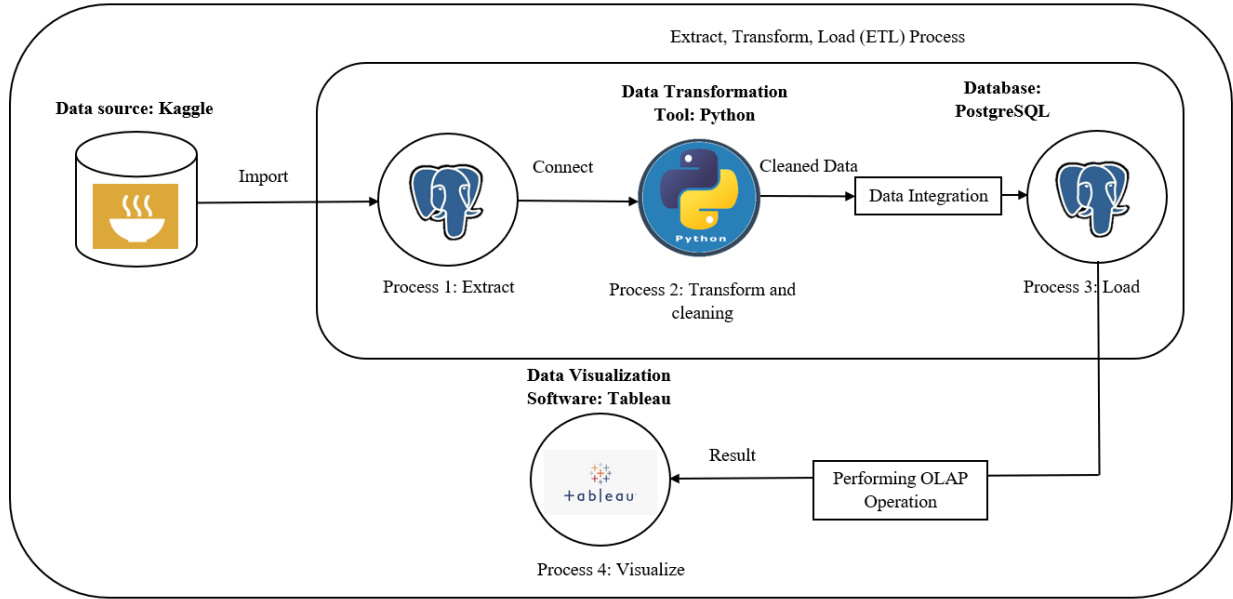 Extract, Transform, Load (ETL) Process
Data source: Kaggle
Import
Process 1: Extract
Connect
Data Transformation
Tool: Python
Python
Process 2: Transform and
cleaning
Cleaned Data
Data Integration
Database:
PostgreSQL
Process 3: Load
Performing OLAP
Operation
Result
Data Visualization
Software: Tableau
+ableau
Process 4: Visualize